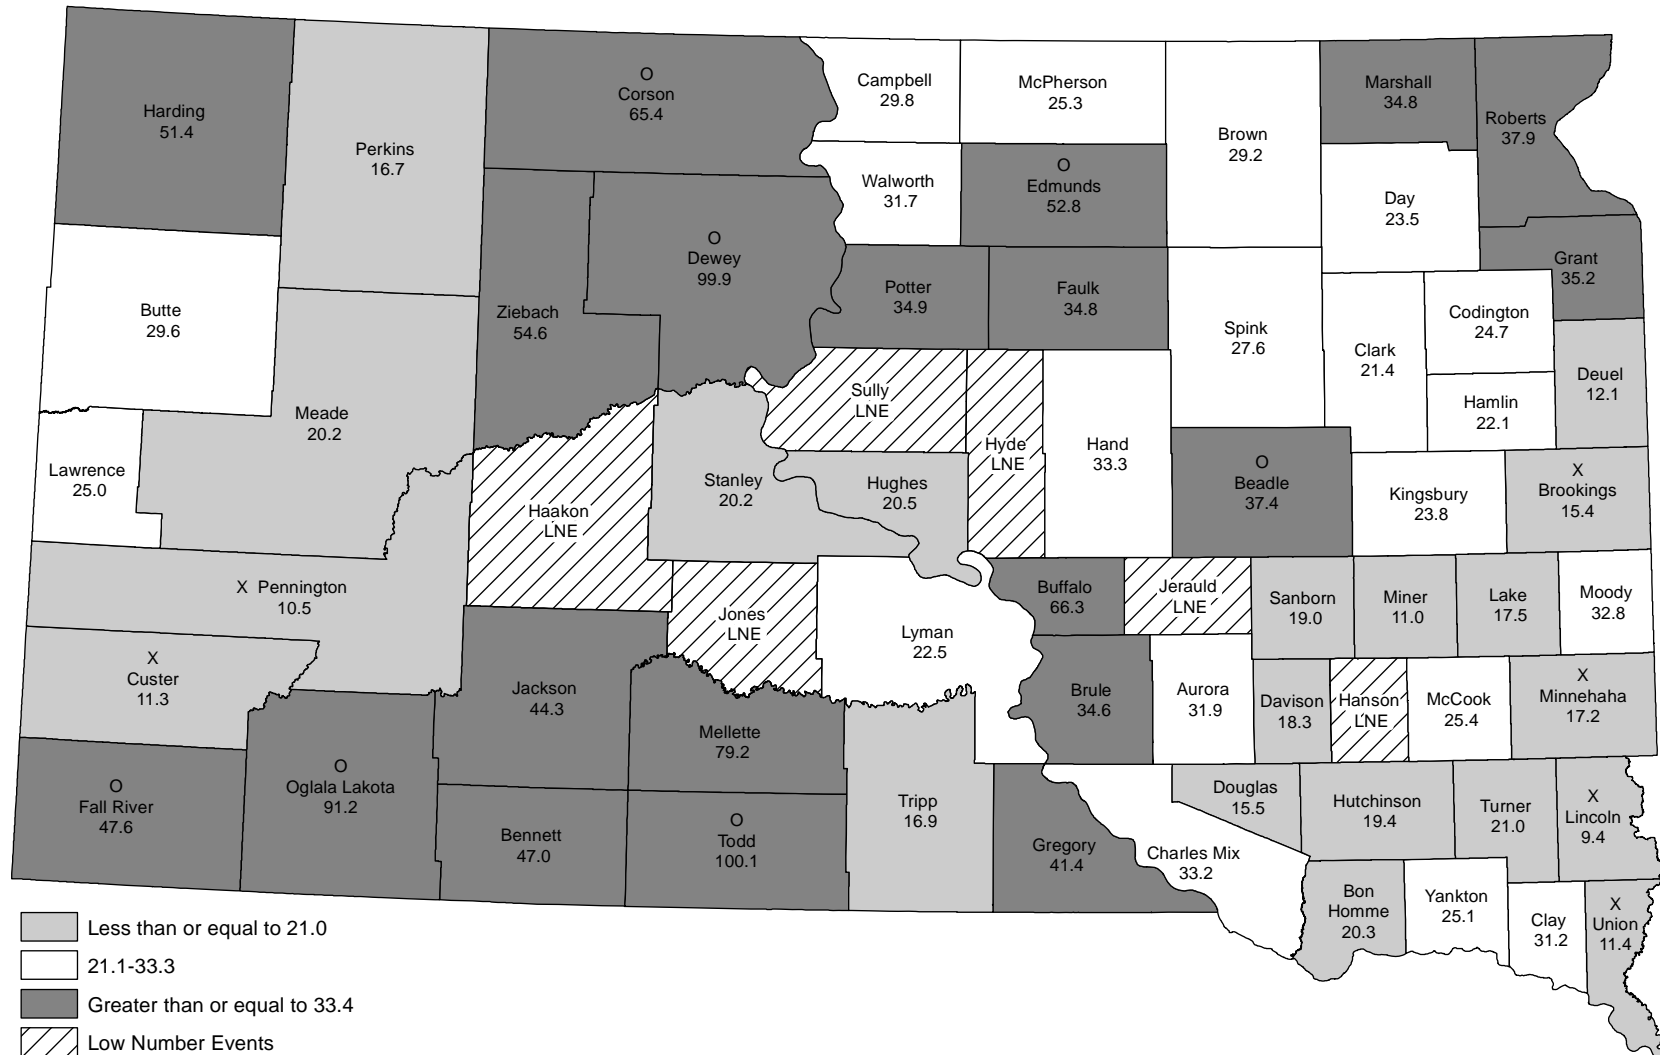 Harding
51.4
Perkins
16.7
O
Corson
65.4
Campbell
29.8
McPherson
25.3
Brown
29.2
Marshall
34.8
Roberts
37.9
Walworth
31.7
O
Edmunds
52.8
Day
23.5
Butte
29.6
Ziebach
54.6
O
Dewey
99.9
Potter
34.9
Faulk
34.8
Spink
27.6
Clark
21.4
Codington
24.7
Grant
35.2
Hamlin
22.1
Deuel
12.1
Meade
20.2
Lawrence
25.0
Haakon
LNE
Stanley
20.2
Sully
LNE
Hughes
20.5
Hyde
LNE
Hand
33.3
O
Beadle
37.4
Kingsbury
23.8
X
Brookings
15.4
X Pennington
10.5
Jones
LNE
Lyman
22.5
Buffalo
66.3
Jerauld
LNE
Sanborn
19.0
Miner
11.0
Lake
17.5
Moody
32.8
X
Custer
11.3
Jackson
44.3
Mellette
79.2
Brule
34.6
Aurora
31.9
Davison
18.3
Hanson
LNE
McCook
25.4
X
Minnehaha
17.2
O
Fall River
47.6
O
Oglala Lakota
91.2
Bennett
47.0
O
Todd
100.1
Tripp
16.9
Gregory
41.4
Charles Mix
33.2
Douglas
15.5
Hutchinson
19.4
Turner
21.0
X
Lincoln
9.4
Bon
Homme
20.3
Yankton
25.1
Clay
31.2
X
Union
11.4
Less than or equal to 21.0
21.1-33.3
Greater than or equal to 33.4
Low Number Events